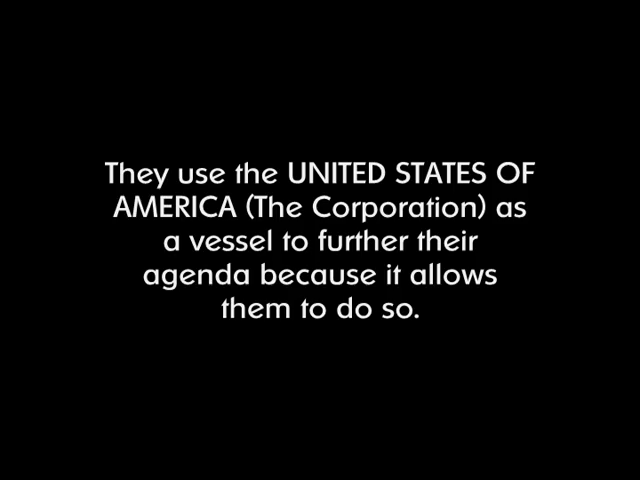 They use the UNITED STATES OF
AMERICA (The Corporation) as
a vessel to further their
agenda because it allows
them to do so.